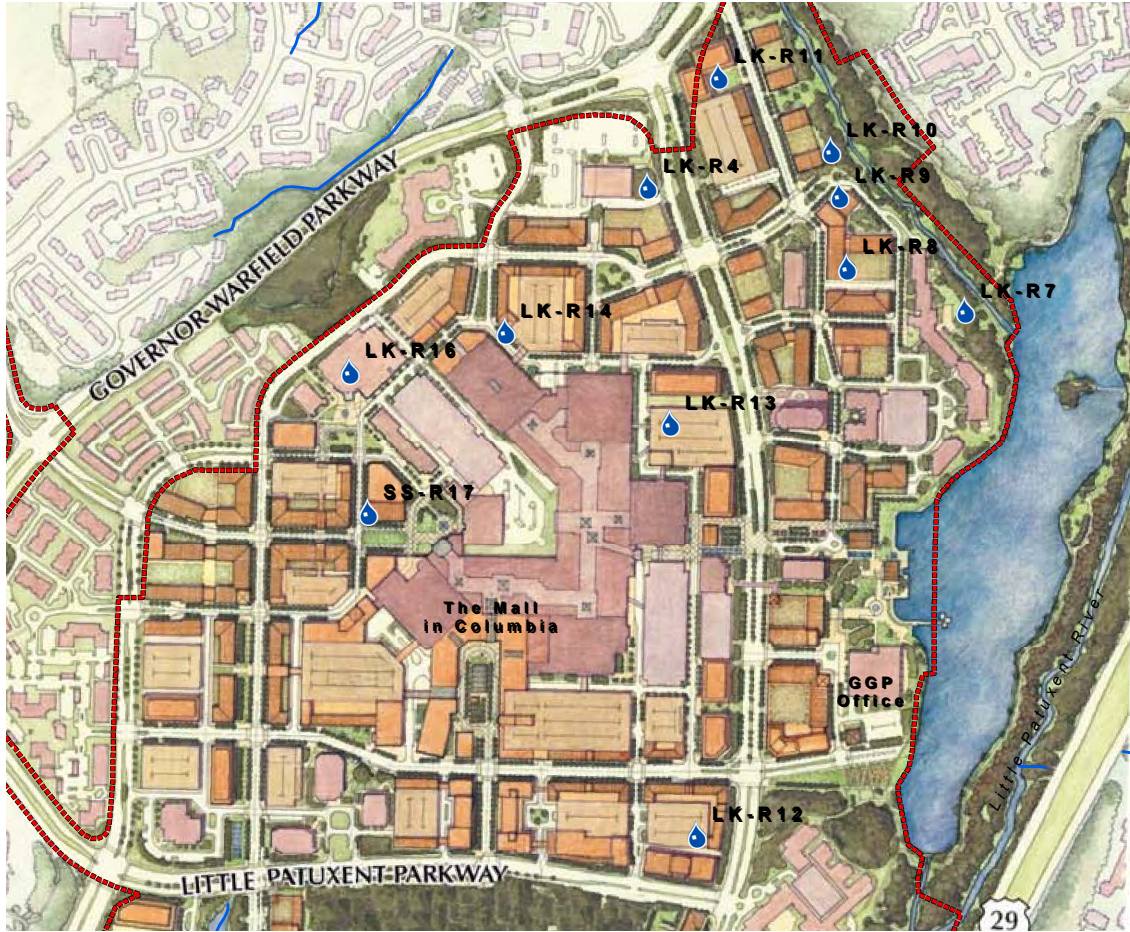 LK-R11
LK-R10
LK-R4
LK-R9
GOVERNOR WARFIELD PARKWAY
LK-R8
LK-R7
LK-R14
LK-R16
LK-R13
SS-R17
The Mall
in Columbia
GGP
Office
Little Patuxent River
LK-R12
LITTLE PATUXENT PARKWAY
29